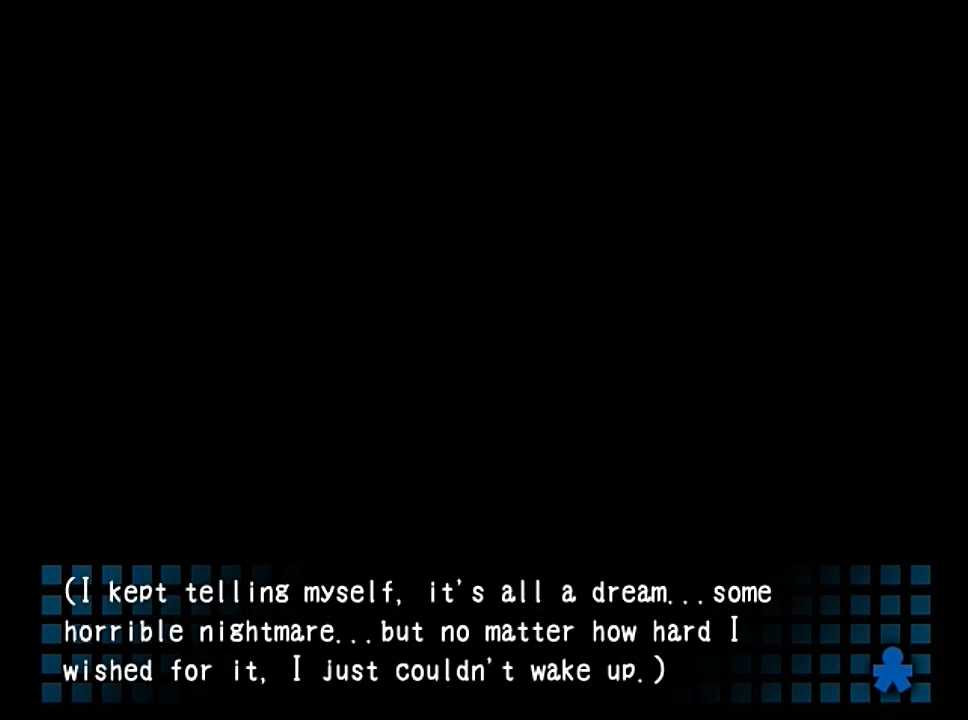 (I kept telling myself, it's all a dream...some
horrible nightmare...but no matter how hard I
wished for it, I just couldn't wake up.)